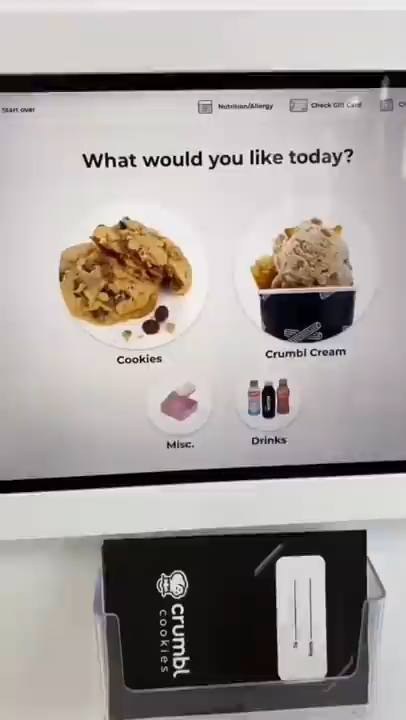 Start over
Nutrition/Allergy
Check Gift Card
What would you like today?
Cookies
Crumbl Cream
Misc.
Drinks
crumbl
cookies